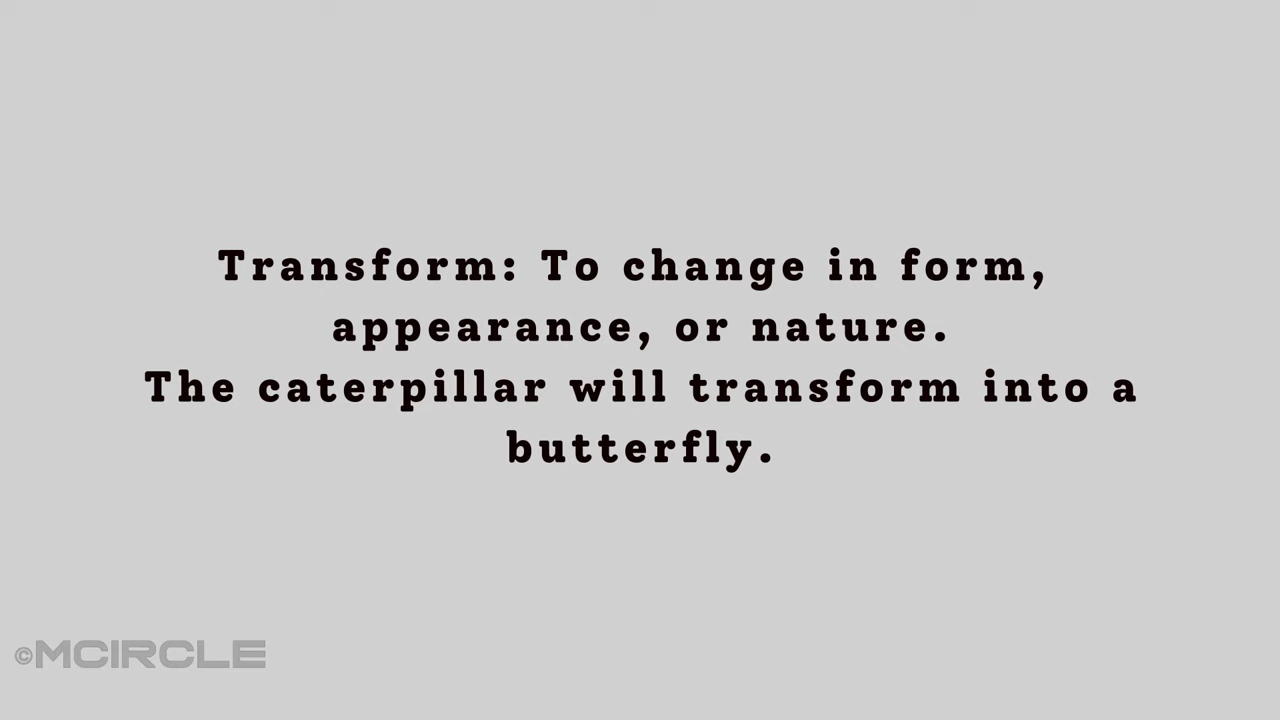 Transform: To change in form,
appearance, or nature.
The caterpillar will transform into a
butterfly.
©MCIRCLE